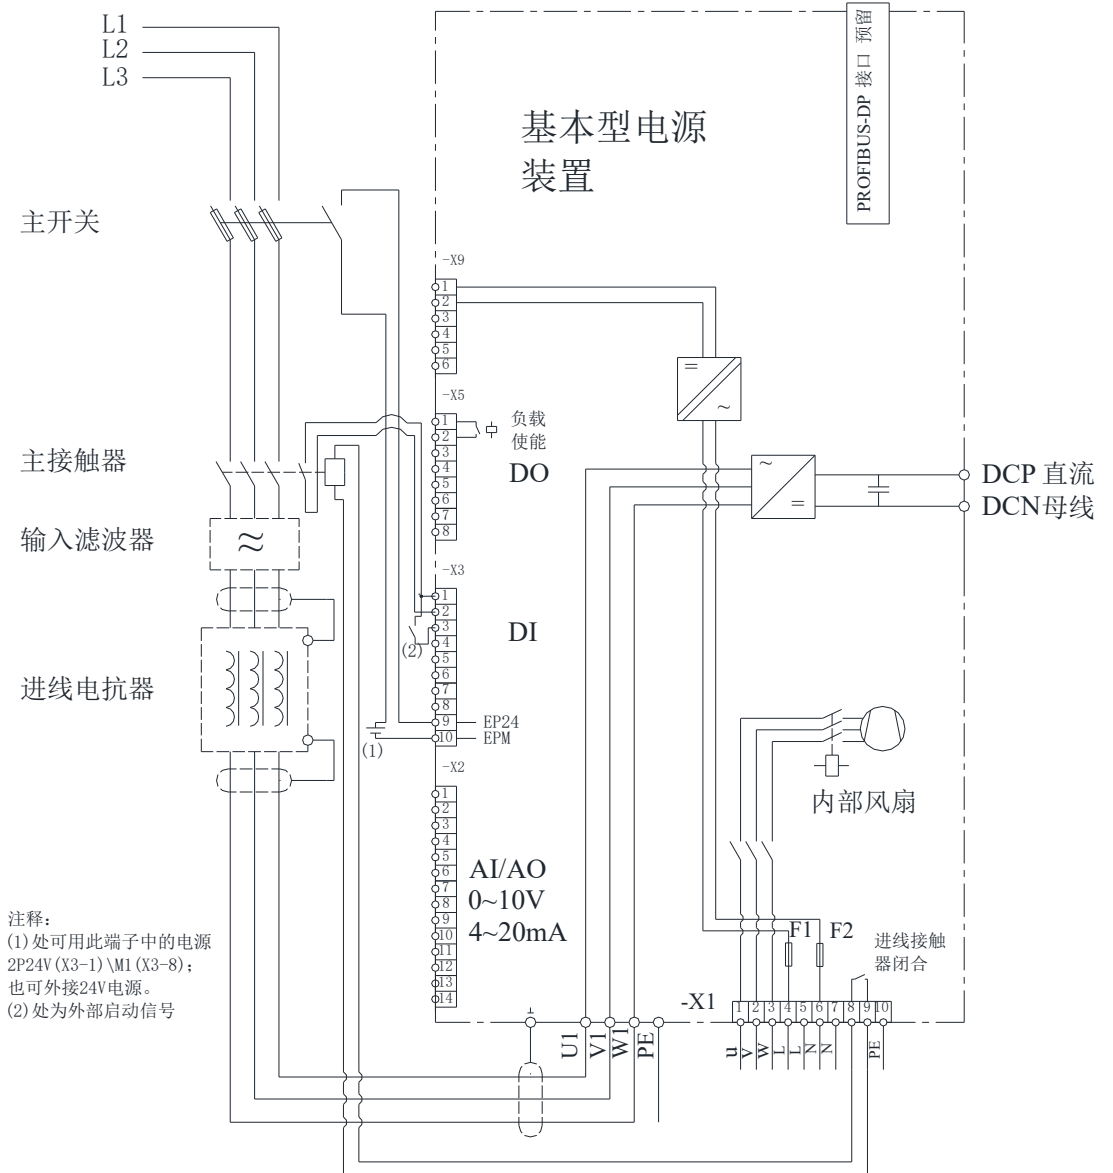 L1
L2
L3
基本型电源
装置
PROFIBUS-DP 接口 预留
主开关
-X9
1
2
3
4
5
6
-X5
1
2
3
4
5
6
7
8
负载
使能
DO
主接触器
DCP 直流
DCN母线
输入滤波器
-X3
1
2
3
4
5
6
7
8
9
10
(2)
DI
进线电抗器
EP24
EPM
(1)
-X2
1
2
3
4
5
6
7
8
9
10
11
12
13
14
内部风扇
AI/AO
0~10V
4~20mA
注释:
(1)处可用此端子中的电源
2P24V(X3-1)\M1(X3-8);
也可外接24V电源。
(2)处为外部启动信号
F1
F2
进线接触
器闭合
-X1
1
2
3
4
5
6
7
8
9
10
U1
V1
W1
PE
u
v
w
L
L
N
N
PE